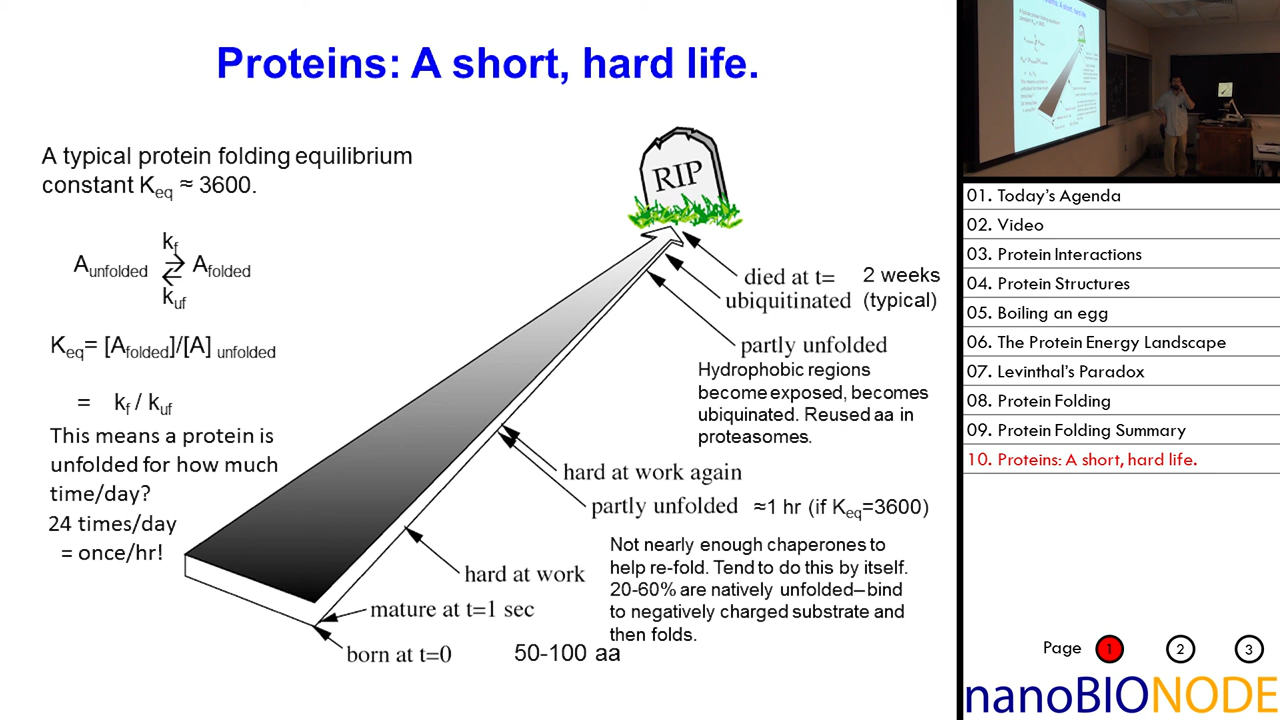 Proteins: A short, hard life.
A typical protein folding equilibrium
constant Keq ≈ 3600.
kf
Aunfolded ⇄ Afolded
kuf
Keq= [Afolded]/[A] unfolded
= kf / kuf
This means a protein is
unfolded for how much
time/day?
24 times/day
= once/hr!
RIP
died at t= 2 weeks
ubiquitinated (typical)
partly unfolded
Hydrophobic regions
become exposed, becomes
ubiquinated. Reused aa in
proteasomes.
hard at work again
partly unfolded ≈1 hr (if Keq=3600)
Not nearly enough chaperones to
help re-fold. Tend to do this by itself.
20-60% are natively unfolded–bind
to negatively charged substrate and
then folds.
hard at work
mature at t=1 sec
born at t=0 50-100 aa
01. Today's Agenda
02. Video
03. Protein Interactions
04. Protein Structures
05. Boiling an egg
06. The Protein Energy Landscape
07. Levinthal's Paradox
08. Protein Folding
09. Protein Folding Summary
10. Proteins: A short, hard life.
Page 1 2 3
nanoBIONODE